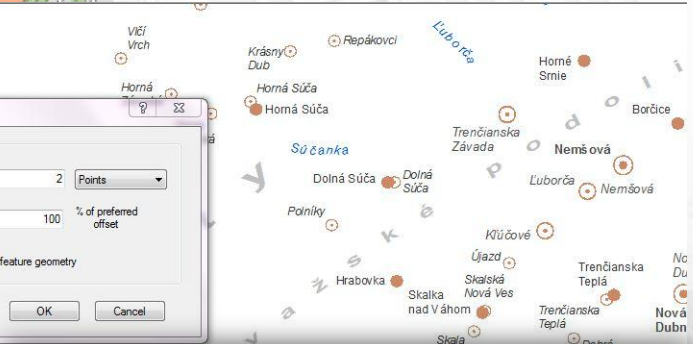 Vlčí
Vrch
Krásny
Dub
Repákovci
Ľuborča
Horné
Srnie
Horná
Horná Súča
Horná Súča
Borčice
Trenčianska
Závada
Nemšová
Súčanka
Dolná Súča
Dolná
Súča
Ľuborča
Nemšová
2 Points
Polníky
100 % of preferred
offset
Kľúčové
feature geometry
Újazd
Trenčianska
Teplá
Hrabovka
Skalská
Nová Ves
Skalka
nad Váhom
OK Cancel
Trenčianska
Teplá
Nová
Dubn
Skala